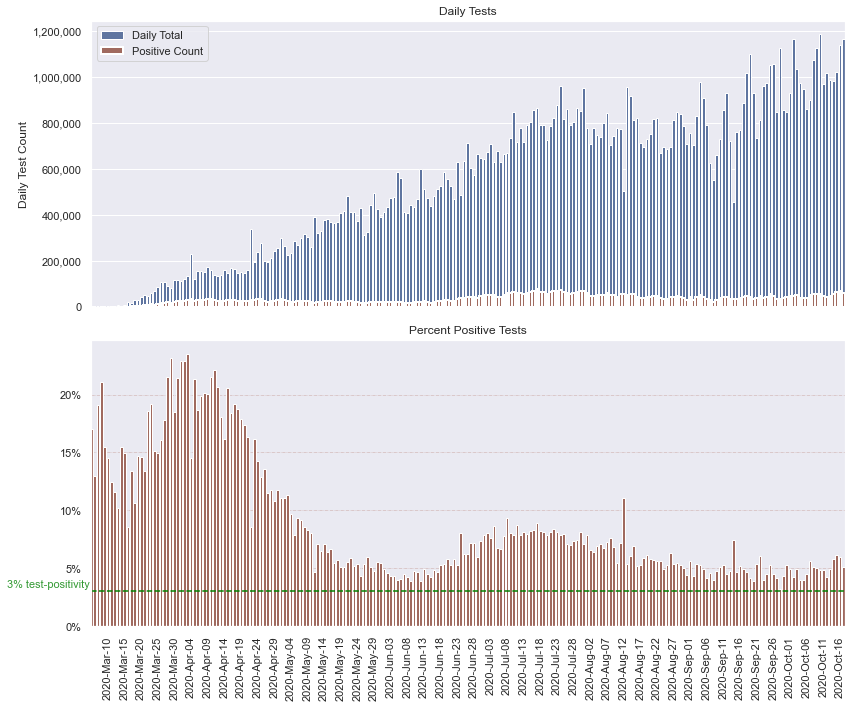 Daily Tests
Daily Total
Positive Count
Daily Test Count
1,200,000
1,000,000
800,000
600,000
400,000
200,000
0
Percent Positive Tests
20%
15%
10%
5%
3% test-positivity
0%
2020-Mar-10
2020-Mar-15
2020-Mar-20
2020-Mar-25
2020-Mar-30
2020-Apr-04
2020-Apr-09
2020-Apr-14
2020-Apr-19
2020-Apr-24
2020-Apr-29
2020-May-04
2020-May-09
2020-May-14
2020-May-19
2020-May-24
2020-May-29
2020-Jun-03
2020-Jun-08
2020-Jun-13
2020-Jun-18
2020-Jun-23
2020-Jun-28
2020-Jul-03
2020-Jul-08
2020-Jul-13
2020-Jul-18
2020-Jul-23
2020-Jul-28
2020-Aug-02
2020-Aug-07
2020-Aug-12
2020-Aug-17
2020-Aug-22
2020-Aug-27
2020-Sep-01
2020-Sep-06
2020-Sep-11
2020-Sep-16
2020-Sep-21
2020-Sep-26
2020-Oct-01
2020-Oct-06
2020-Oct-11
2020-Oct-16